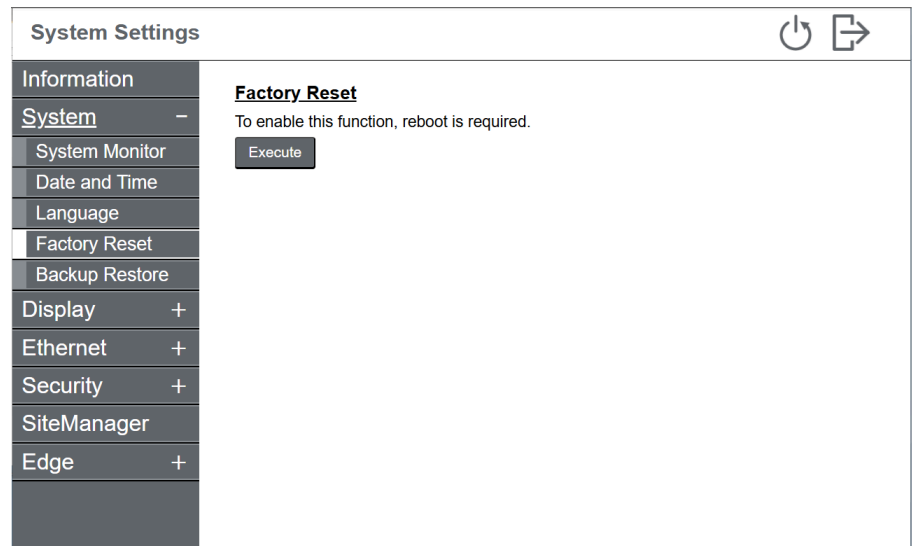 System Settings
Information
System −
System Monitor
Date and Time
Language
Factory Reset
Backup Restore
Display +
Ethernet +
Security +
SiteManager
Edge +
Factory Reset
To enable this function, reboot is required.
Execute